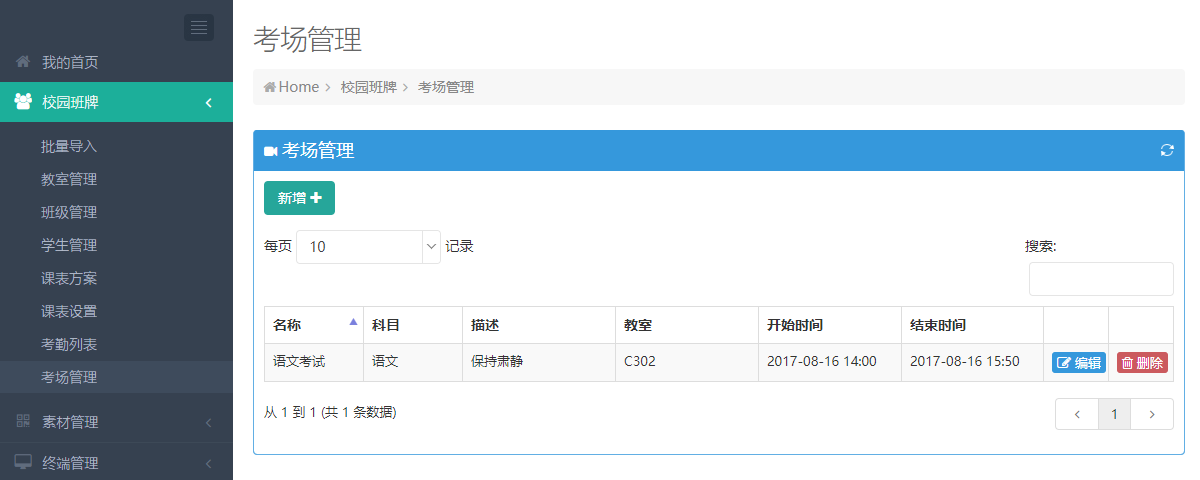 我的首页
校园班牌
批量导入
教室管理
班级管理
学生管理
课表方案
课表设置
考勤列表
考场管理
素材管理
终端管理
考场管理
Home 校园班牌 考场管理
考场管理
新增
每页 10 记录
搜索:
名称 科目 描述 教室 开始时间 结束时间
语文考试 语文 保持肃静 C302 2017-08-16 14:00 2017-08-16 15:50 编辑 删除
从 1 到 1 (共 1 条数据)
1